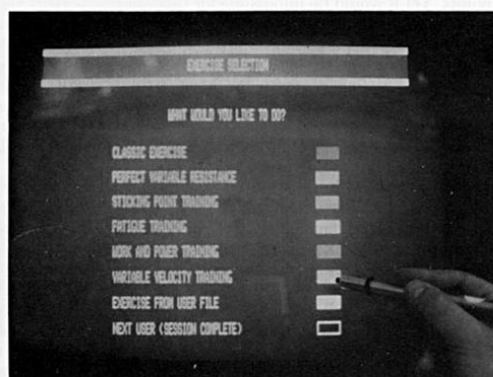 EXERCISE SELECTION
WHAT WOULD YOU LIKE TO DO?
CLASSIC EXERCISE
PERFECT VARIABLE RESISTANCE
STICKING POINT TRAINING
FATIGUE TRAINING
WORK AND POWER TRAINING
VARIABLE VELOCITY TRAINING
EXERCISE FROM USER FILE
NEXT USER (SESSION COMPLETE)